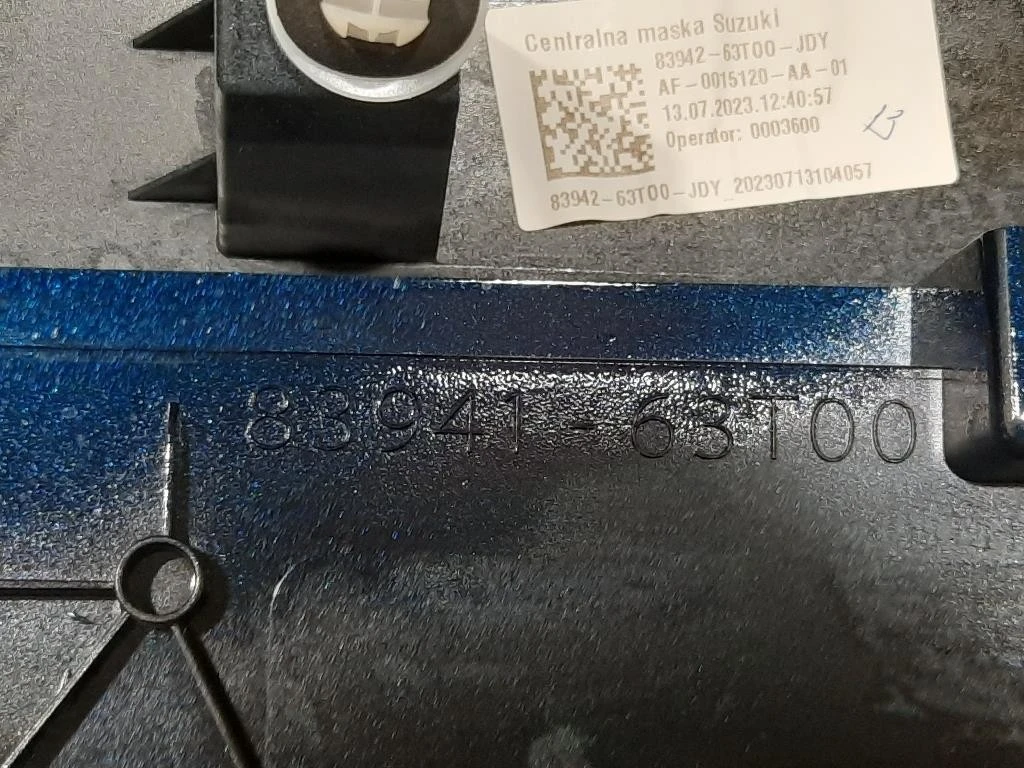 Centralna maska Suzuki
83942-63T00-JDY
AF-0015120-AA-01
13.07.2023.12:40:57
Operator: 0003600
13
83942-63T00-JDY_20230713104057
83941-63T00